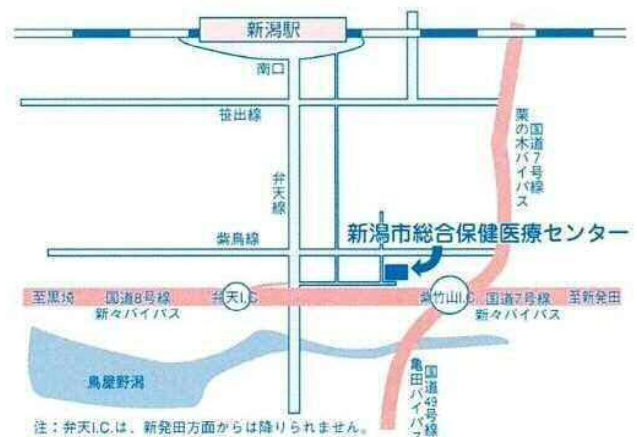 新潟駅
南口
笹出線
弁天線
国道7号線
栗の木バイパス
紫鳥線
新潟市総合保健医療センター
至黒埼
国道8号線
新々バイパス
弁天I.C.
紫竹山I.C.
国道7号線
新々バイパス
至新発田
鳥屋野潟
国道49号線
亀田バイパス
注：弁天I.C.は、新発田方面からは降りられません。